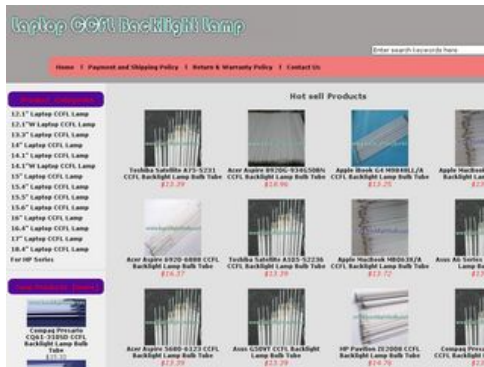 Laptop CCFL Backlight Lamp
Enter search keywords here
Home | Payment and Shipping Policy | Return & Warranty Policy | Contact Us
Product Categories
12.1" Laptop CCFL Lamp
12.1"W Laptop CCFL Lamp
13.3" Laptop CCFL Lamp
14" Laptop CCFL Lamp
14.1" Laptop CCFL Lamp
14.1"W Laptop CCFL Lamp
15" Laptop CCFL Lamp
15.4" Laptop CCFL Lamp
15.5" Laptop CCFL Lamp
15.6" Laptop CCFL Lamp
16" Laptop CCFL Lamp
16.4" Laptop CCFL Lamp
17" Laptop CCFL Lamp
18.4" Laptop CCFL Lamp
For HP Series
Compaq Presario
CQ61-318SD CCFL
Backlight Lamp Bulb
Tube
Hot sell Products
Toshiba Satellite A75-S231
CCFL Backlight Lamp Bulb Tube
$13.39
Acer Aspire 8920G-934G50BN
CCFL Backlight Lamp Bulb Tube
$18.96
Apple iBook G4 M9848LL/A
CCFL Backlight Lamp Bulb Tube
$13.25
Apple MacBook
Acer Aspire 6920-6888 CCFL
Backlight Lamp Bulb Tube
$16.37
Toshiba Satellite A105-S2236
CCFL Backlight Lamp Bulb Tube
$13.39
Apple Macbook MB063X/A
CCFL Backlight Lamp Bulb Tube
$13.72
Asus A6 Series
Acer Aspire 5680-6123 CCFL
Backlight Lamp Bulb Tube
$13.39
Asus G50VT CCFL Backlight
Lamp Bulb Tube
$13.39
HP Pavilion ZE2008 CCFL
Backlight Lamp Bulb Tube
$14.76
Compaq